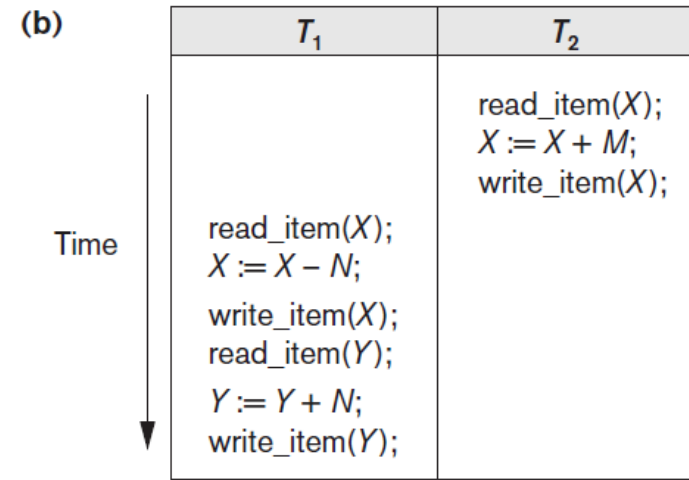 (b)
T₁ T₂
read_item(X);
X := X + M;
write_item(X);
read_item(X);
Time
X := X – N;
write_item(X);
read_item(Y);
Y := Y + N;
write_item(Y);